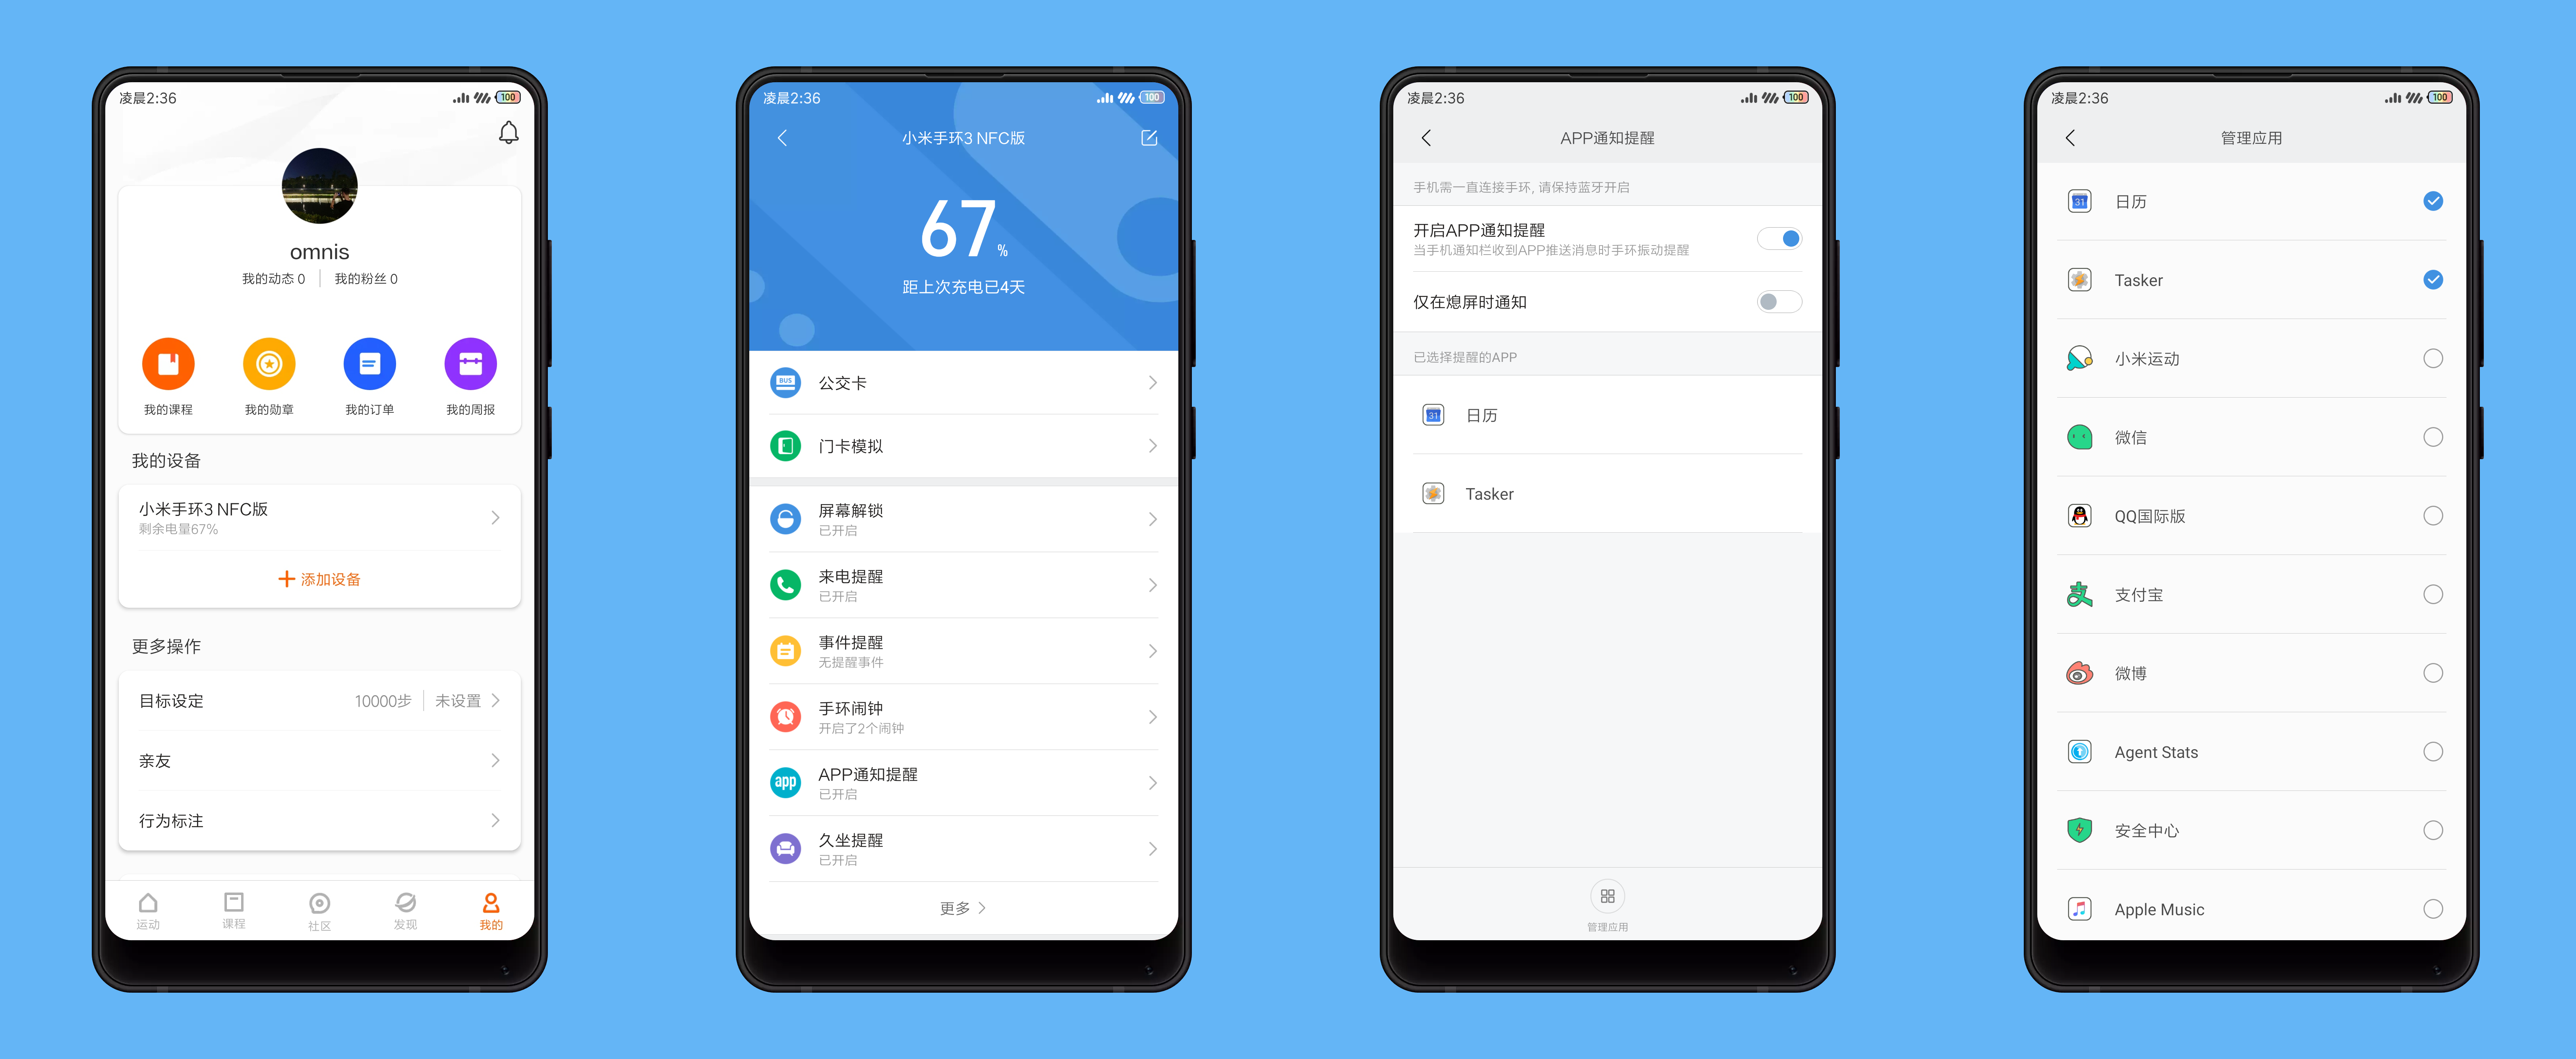 凌晨2:36
100
omnis
我的动态 0
我的粉丝 0
我的课程
我的勋章
我的订单
我的周报
我的设备
小米手环3 NFC版
剩余电量67%
添加设备
更多操作
目标设定
10000步
未设置
亲友
行为标注
运动
课程
社区
发现
我的
凌晨2:36
100
小米手环3 NFC版
67%
距上次充电已4天
BUS
公交卡
门卡模拟
屏幕解锁
已开启
来电提醒
已开启
事件提醒
无提醒事件
手环闹钟
开启了2个闹钟
app
APP通知提醒
已开启
久坐提醒
已开启
更多
凌晨2:36
100
APP通知提醒
手机需一直连接手环, 请保持蓝牙开启
开启APP通知提醒
当手机通知栏收到APP推送消息时手环振动提醒
仅在熄屏时通知
已选择提醒的APP
31
日历
Tasker
管理应用
凌晨2:36
100
管理应用
31
日历
Tasker
小米运动
微信
QQ国际版
支
支付宝
微博
Agent Stats
安全中心
Apple Music